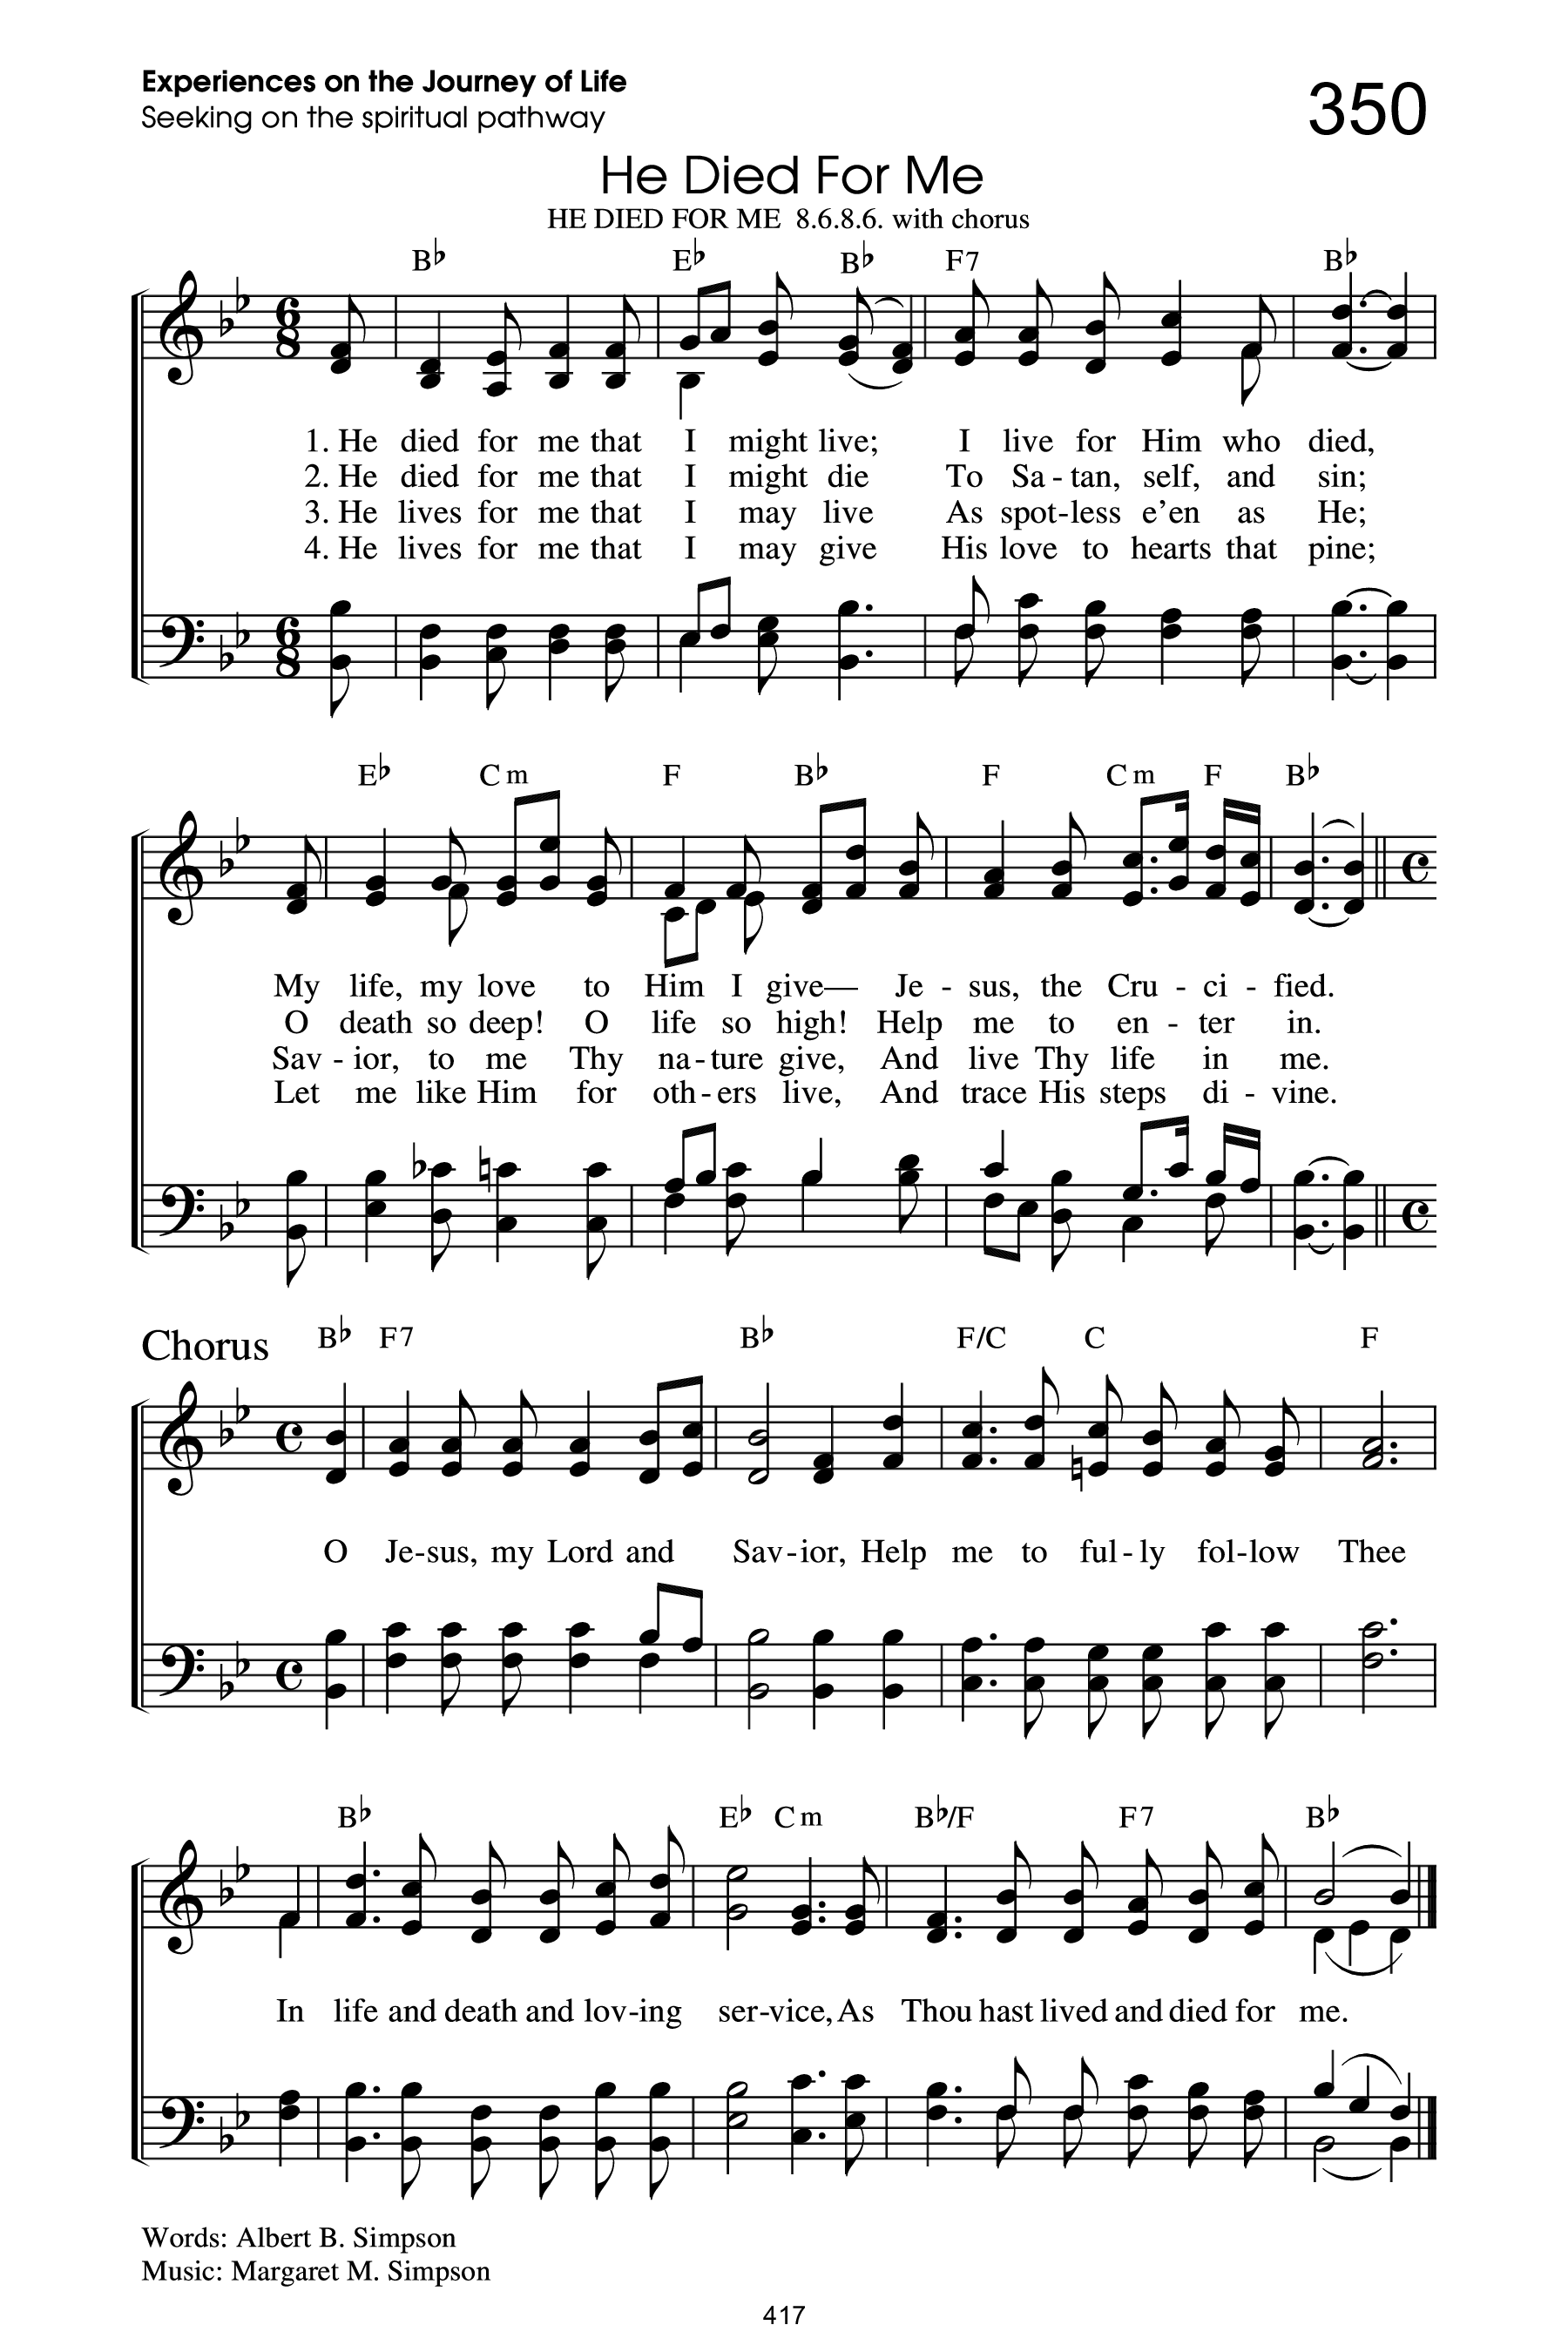 Experiences on the Journey of Life
Seeking on the spiritual pathway
350
He Died For Me
HE DIED FOR ME 8.6.8.6. with chorus
B♭ E♭ B♭ F7 B♭
6 8
1. He died for me that I might live; I live for Him who died,
2. He died for me that I might die To Sa - tan, self, and sin;
3. He lives for me that I may live As spot - less e’en as He;
4. He lives for me that I may give His love to hearts that pine;
6 8
E♭ C m F B♭ F C m F B♭
My life, my love to Him I give— Je - sus, the Cru - ci - fied.
O death so deep! O life so high! Help me to en - ter in.
Sav - ior, to me Thy na - ture give, And live Thy life in me.
Let me like Him for oth - ers live, And trace His steps di - vine.
Chorus B♭ F7 B♭ F/C C F
O Je - sus, my Lord and Sav - ior, Help me to ful - ly fol - low Thee
B♭ E♭ C m B♭/F F7 B♭
In life and death and lov - ing ser - vice, As Thou hast lived and died for me.
Words: Albert B. Simpson
Music: Margaret M. Simpson
417